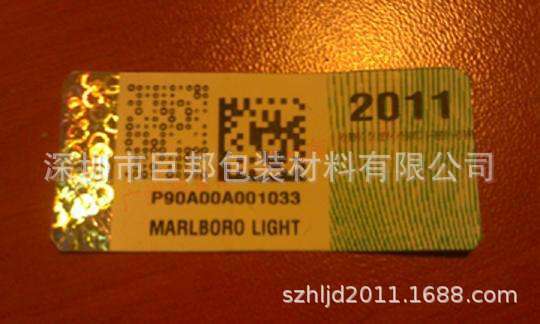 2011
深圳市巨邦包装材料有限公司
P90A00A001033
MARLBORO LIGHT
szhljd2011.1688.com